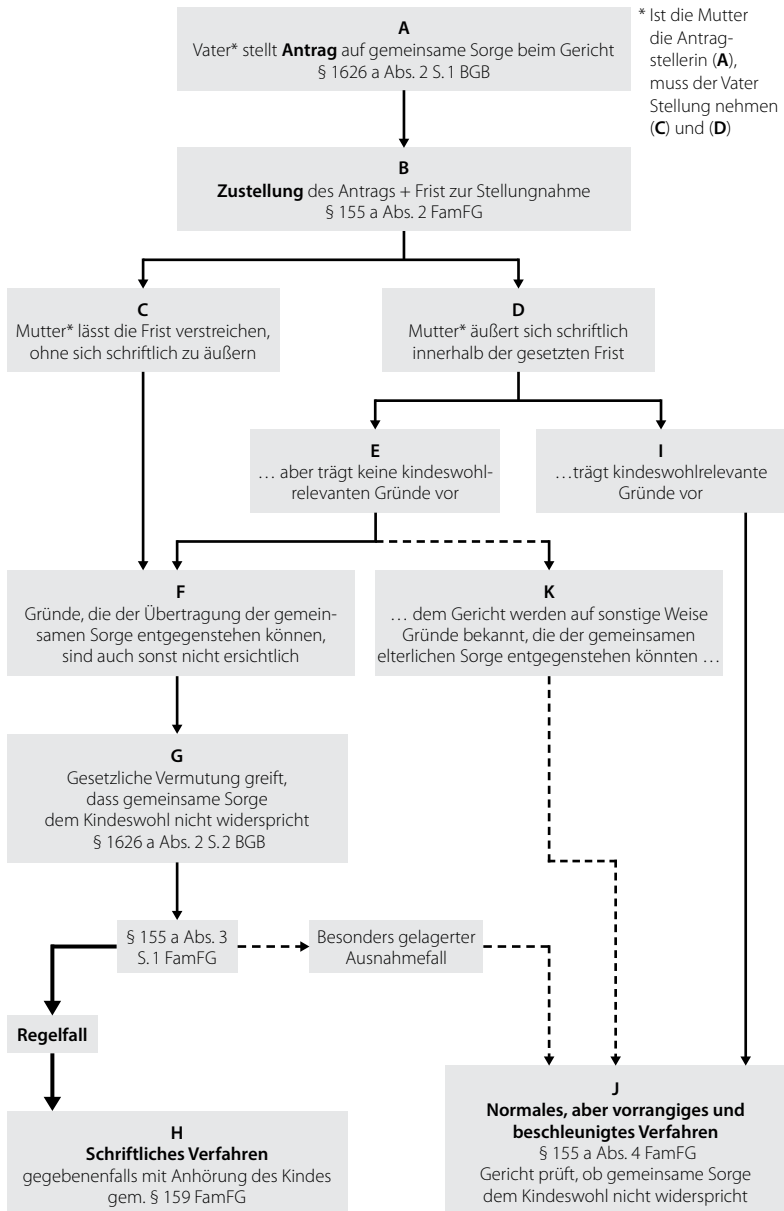 A
Vater* stellt Antrag auf gemeinsame Sorge beim Gericht
§ 1626 a Abs. 2 S. 1 BGB
* Ist die Mutter
die Antrag-
stellerin (A),
muss der Vater
Stellung nehmen
(C) und (D)
B
Zustellung des Antrags + Frist zur Stellungnahme
§ 155 a Abs. 2 FamFG
C
Mutter* lässt die Frist verstreichen,
ohne sich schriftlich zu äußern
D
Mutter* äußert sich schriftlich
innerhalb der gesetzten Frist
E
… aber trägt keine kindeswohl-
relevanten Gründe vor
I
…trägt kindeswohlrelevante
Gründe vor
F
Gründe, die der Übertragung der gemein-
samen Sorge entgegenstehen können,
sind auch sonst nicht ersichtlich
K
… dem Gericht werden auf sonstige Weise
Gründe bekannt, die der gemeinsamen
elterlichen Sorge entgegenstehen könnten …
G
Gesetzliche Vermutung greift,
dass gemeinsame Sorge
dem Kindeswohl nicht widerspricht
§ 1626 a Abs. 2 S. 2 BGB
§ 155 a Abs. 3
S. 1 FamFG
Besonders gelagerter
Ausnahmefall
Regelfall
H
Schriftliches Verfahren
gegebenenfalls mit Anhörung des Kindes
gem. § 159 FamFG
J
Normales, aber vorrangiges und
beschleunigtes Verfahren
§ 155 a Abs. 4 FamFG
Gericht prüft, ob gemeinsame Sorge
dem Kindeswohl nicht widerspricht